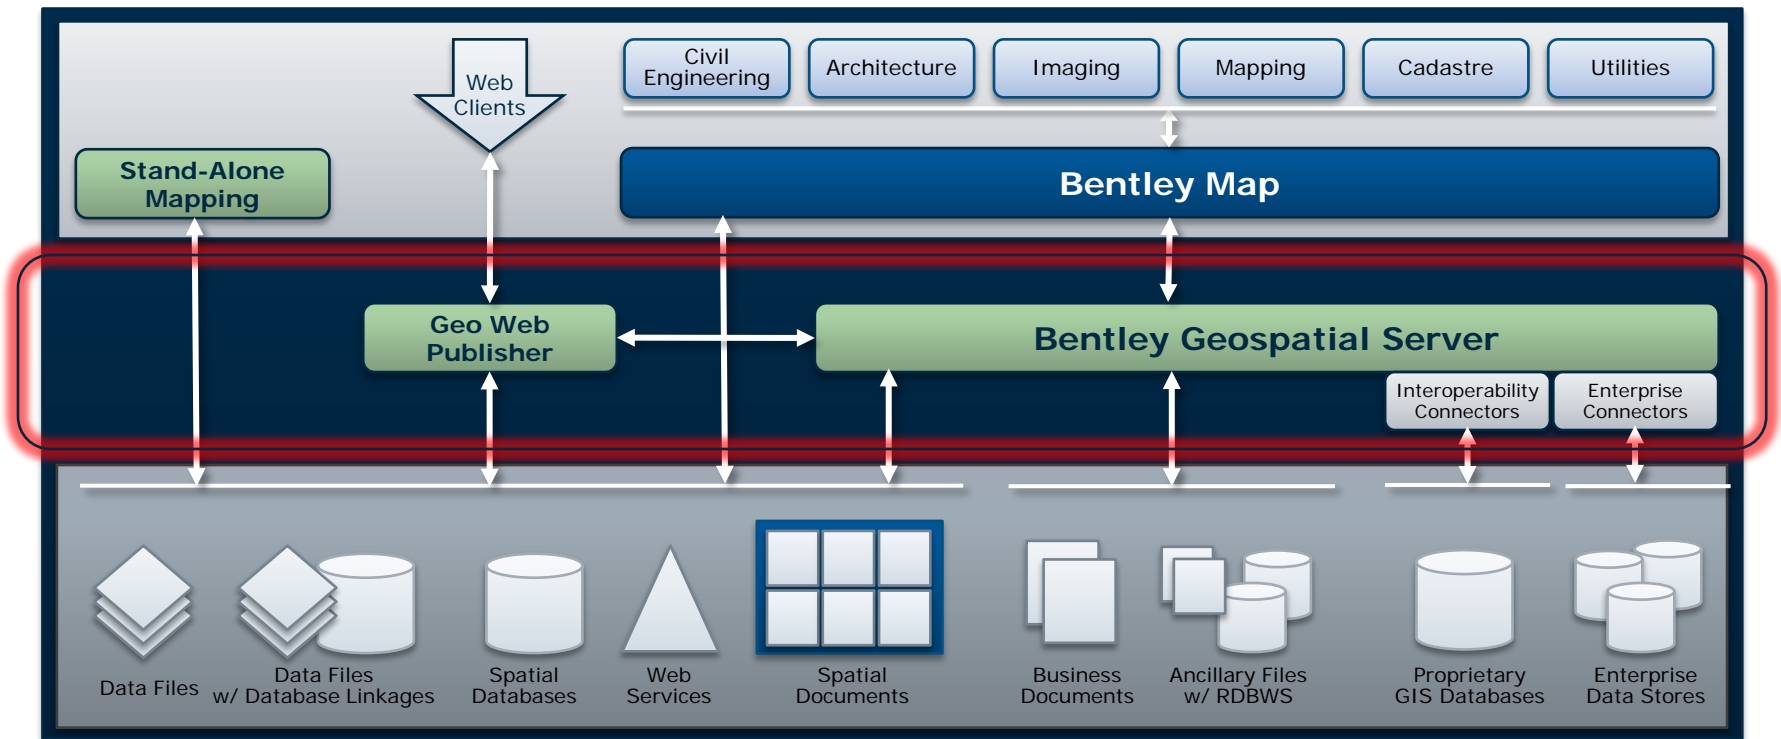 Web
Clients
Civil
Engineering
Architecture
Imaging
Mapping
Cadastre
Utilities
Stand-Alone
Mapping
Bentley Map
Geo Web
Publisher
Bentley Geospatial Server
Interoperability
Connectors
Enterprise
Connectors
Data Files
Data Files
w/ Database Linkages
Spatial
Databases
Web
Services
Spatial
Documents
Business
Documents
Ancillary Files
w/ RDBWS
Proprietary
GIS Databases
Enterprise
Data Stores